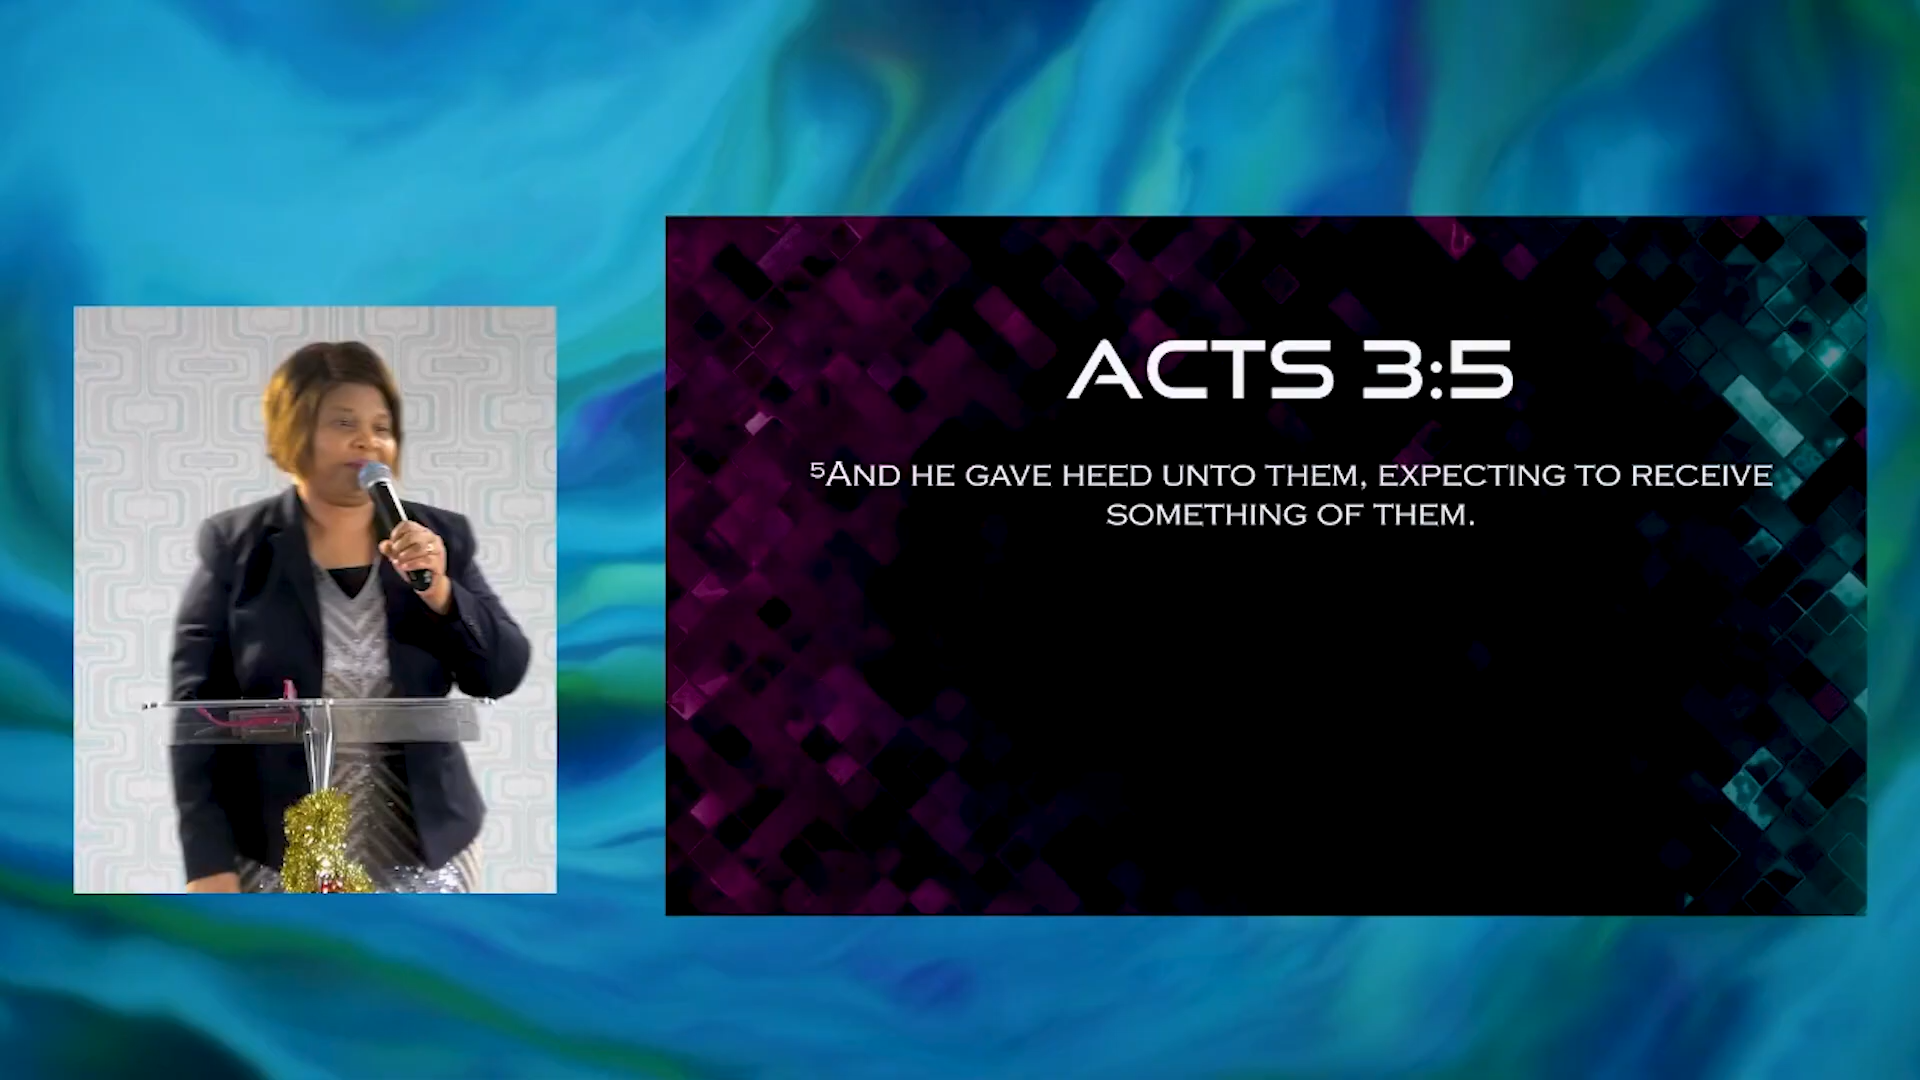 ACTS 3:5
⁵AND HE GAVE HEED UNTO THEM, EXPECTING TO RECEIVE
SOMETHING OF THEM.